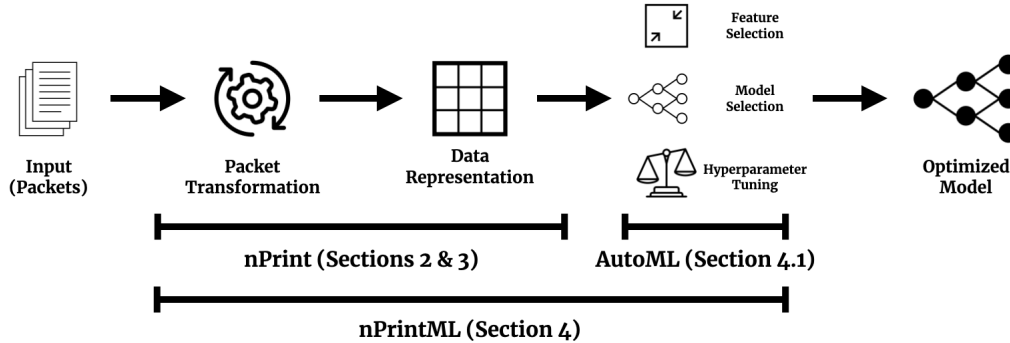 Feature
Selection
Model
Selection
Hyperparameter
Tuning
Input
(Packets)
Packet
Transformation
Data
Representation
Optimized
Model
nPrint (Sections 2 & 3)
AutoML (Section 4.1)
nPrintML (Section 4)